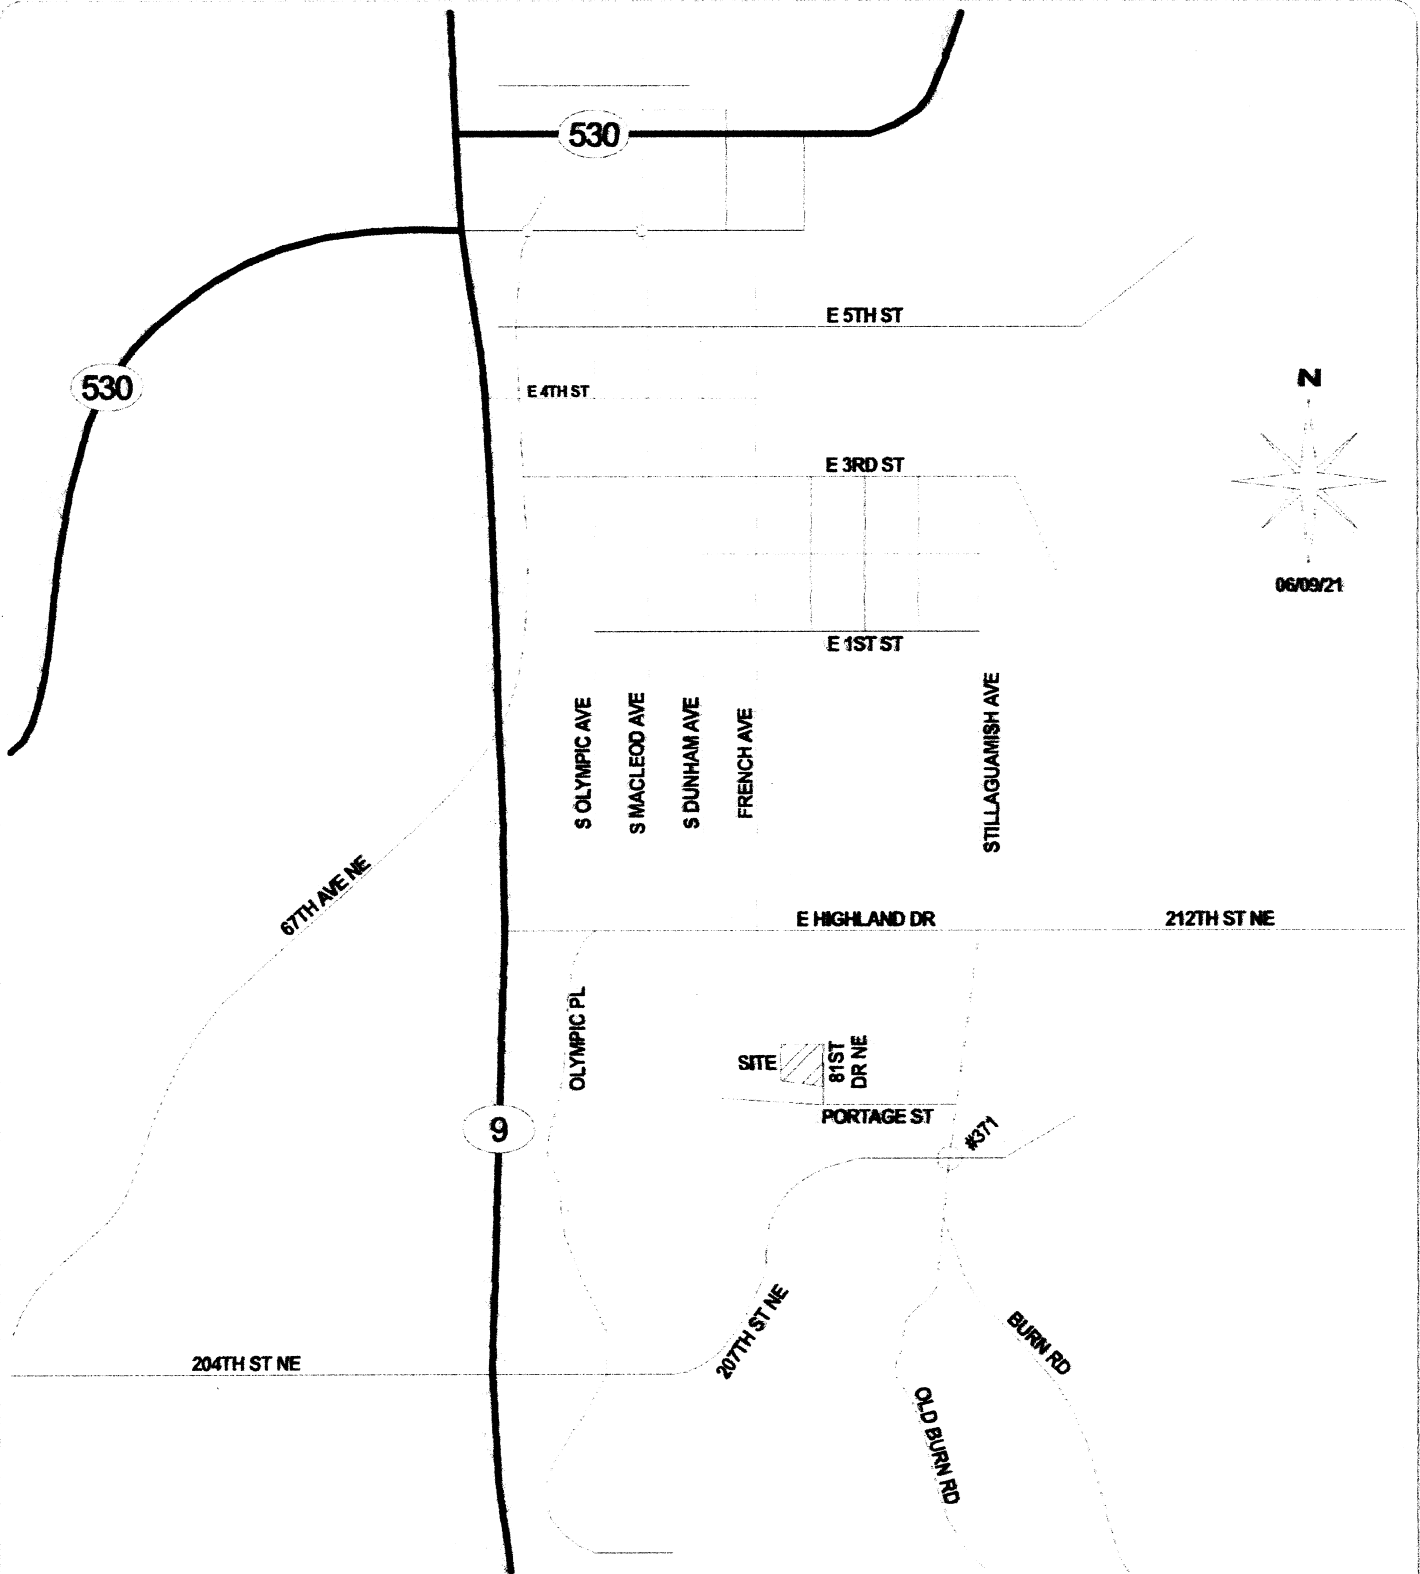 530
E 5TH ST
530
N
E 4TH ST
E 3RD ST
06/09/21
E 1ST ST
S OLYMPIC AVE
S MACLEOD AVE
S DUNHAM AVE
FRENCH AVE
STILLAGUAMISH AVE
67TH AVE NE
E HIGHLAND DR
212TH ST NE
OLYMPIC PL
SITE
81ST
DR NE
PORTAGE ST
9
#371
207TH ST NE
BURN RD
204TH ST NE
OLD BURN RD